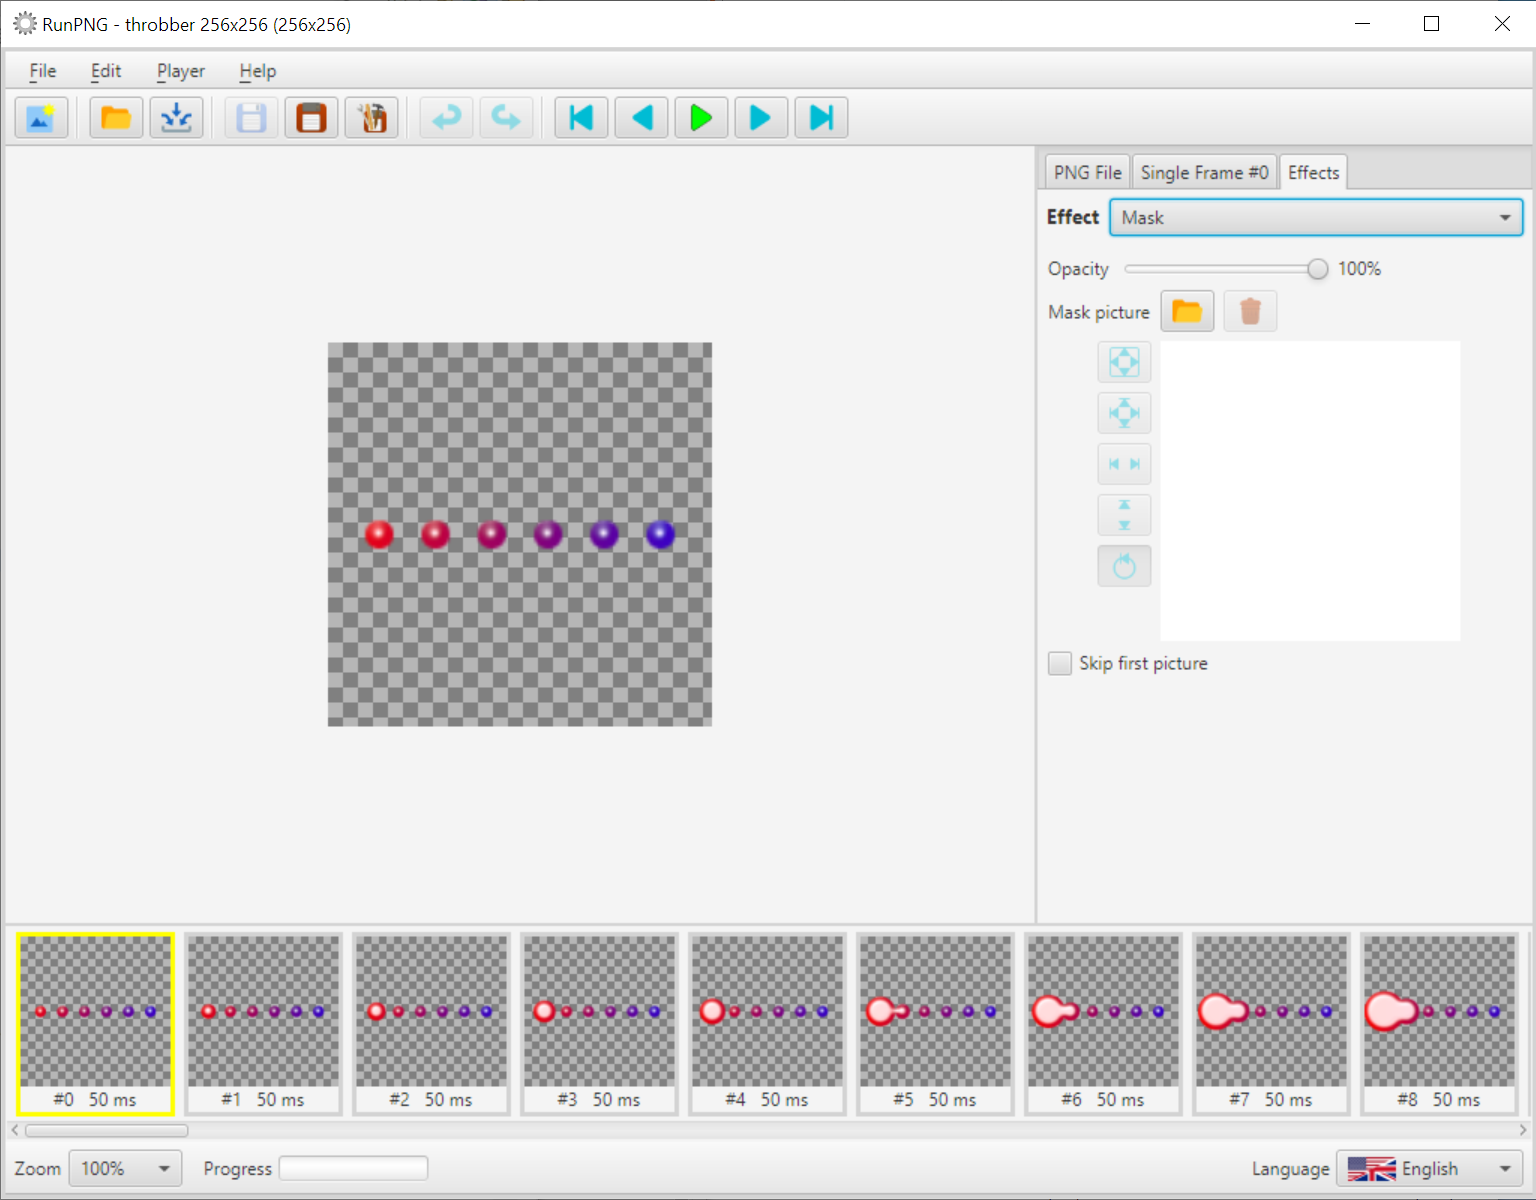 RunPNG - throbber 256x256 (256x256)
File Edit Player Help
PNG File Single Frame #0 Effects
Effect Mask
Opacity 100%
Mask picture
Skip first picture
#0 50 ms #1 50 ms #2 50 ms #3 50 ms #4 50 ms #5 50 ms #6 50 ms #7 50 ms #8 50 ms
Zoom 100% Progress Language English